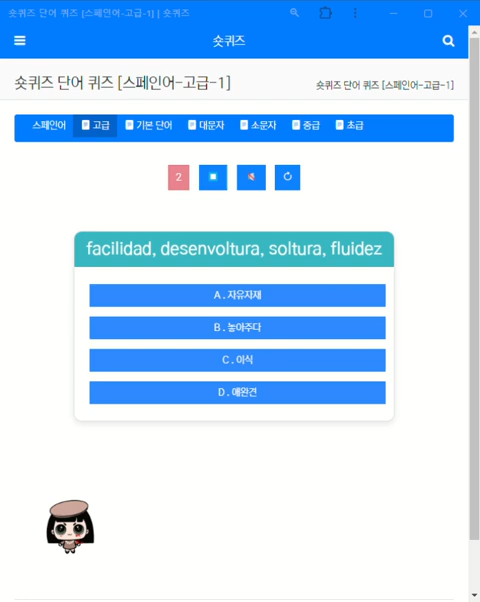 숏퀴즈 단어 퀴즈 [스페인어-고급-1] | 숏퀴즈
숏퀴즈
숏퀴즈 단어 퀴즈 [스페인어-고급-1]
숏퀴즈 단어 퀴즈 [스페인어-고급-1]
스페인어 고급 기본 단어 대문자 소문자 중급 초급
2
facilidad, desenvoltura, soltura, fluidez
A . 자유자재
B . 놓아주다
C . 이식
D . 애완견